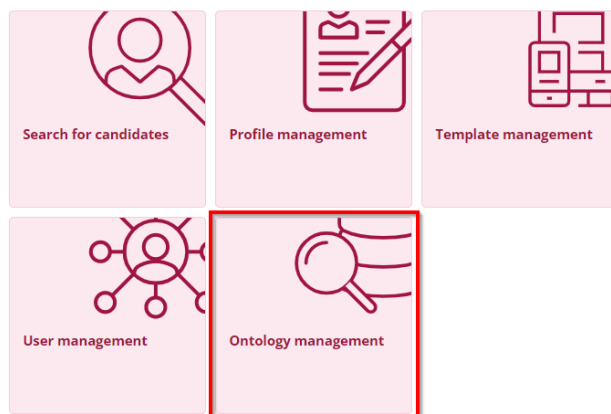 Search for candidates
Profile management
Template management
User management
Ontology management